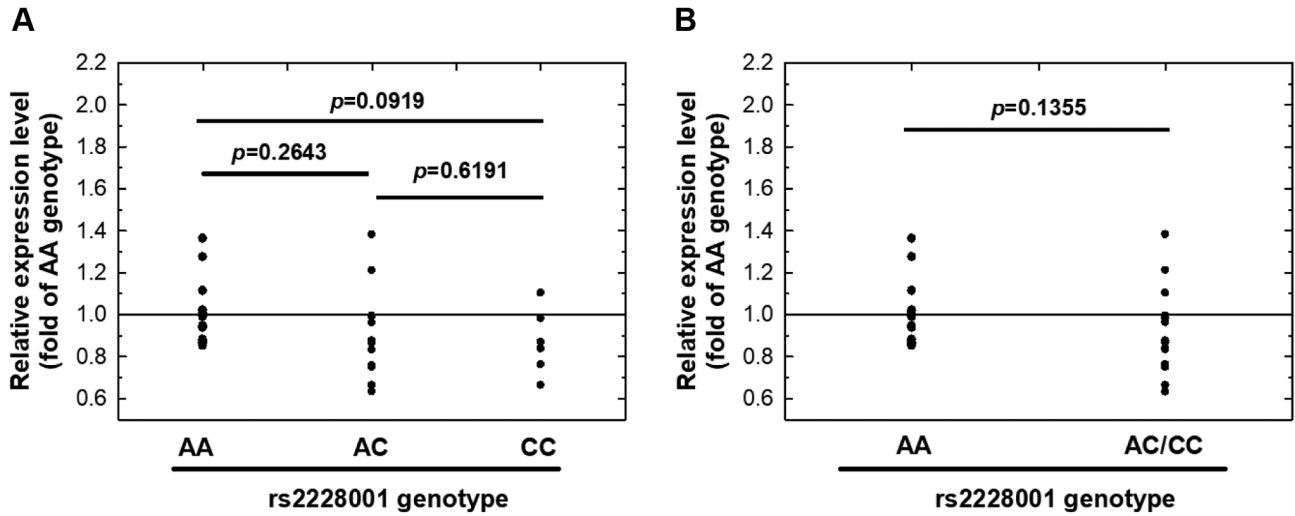 A
2.2
2.0
1.8
1.6
1.4
1.2
1.0
0.8
0.6
Relative expression level
(fold of AA genotype)
p=0.0919
p=0.2643
p=0.6191
AA AC CC
rs2228001 genotype
B
2.2
2.0
1.8
1.6
1.4
1.2
1.0
0.8
0.6
Relative expression level
(fold of AA genotype)
p=0.1355
AA AC/CC
rs2228001 genotype